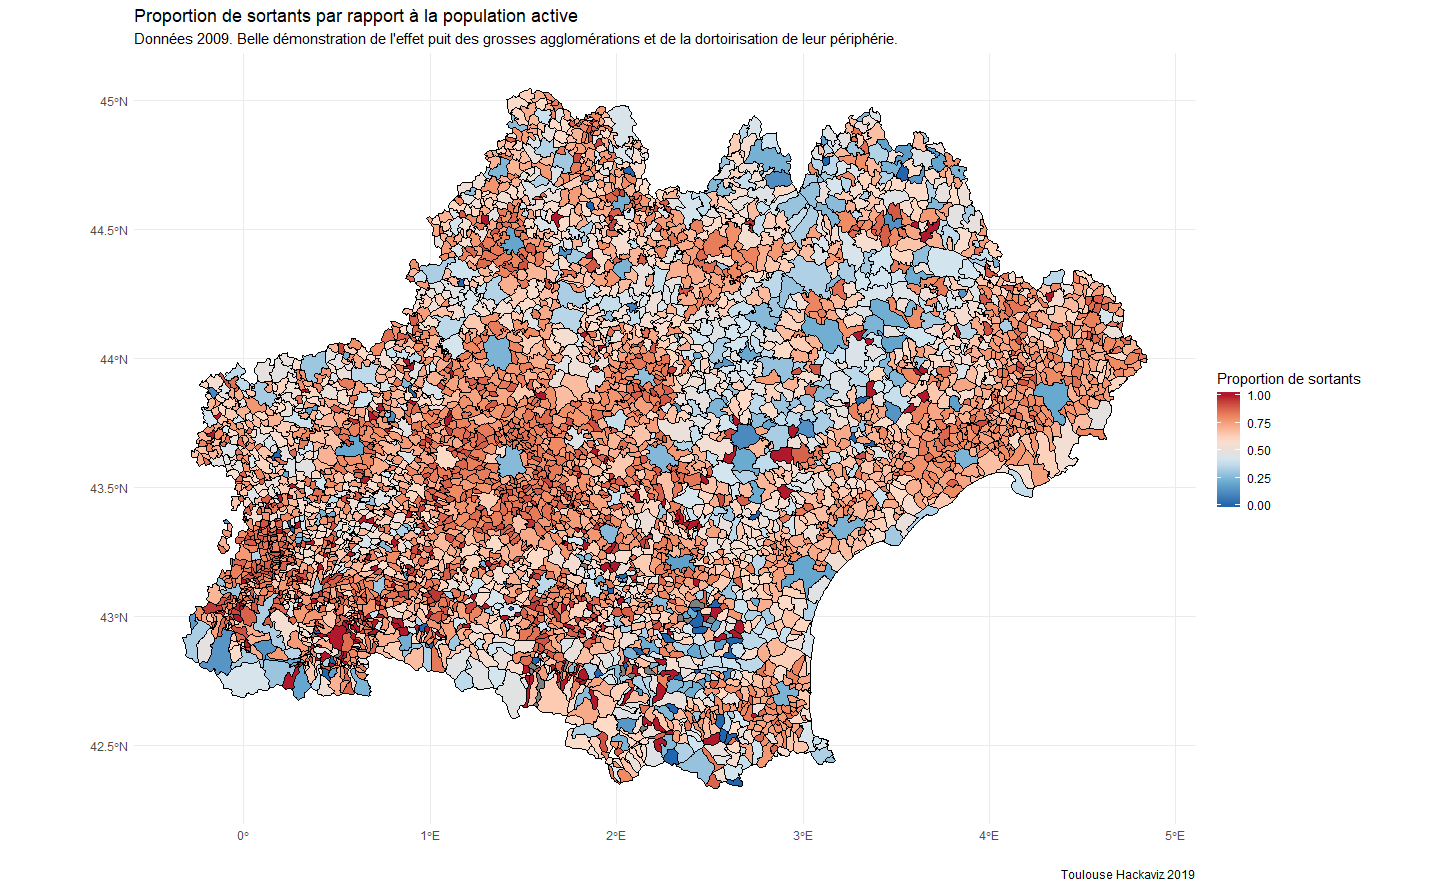 Proportion de sortants par rapport à la population active
Données 2009. Belle démonstration de l'effet puit des grosses agglomérations et de la dortoirisation de leur périphérie.
45°N
44.5°N
44°N
43.5°N
43°N
42.5°N
0°
1°E
2°E
3°E
4°E
5°E
Proportion de sortants
1.00
0.75
0.50
0.25
0.00
Toulouse Hackaviz 2019